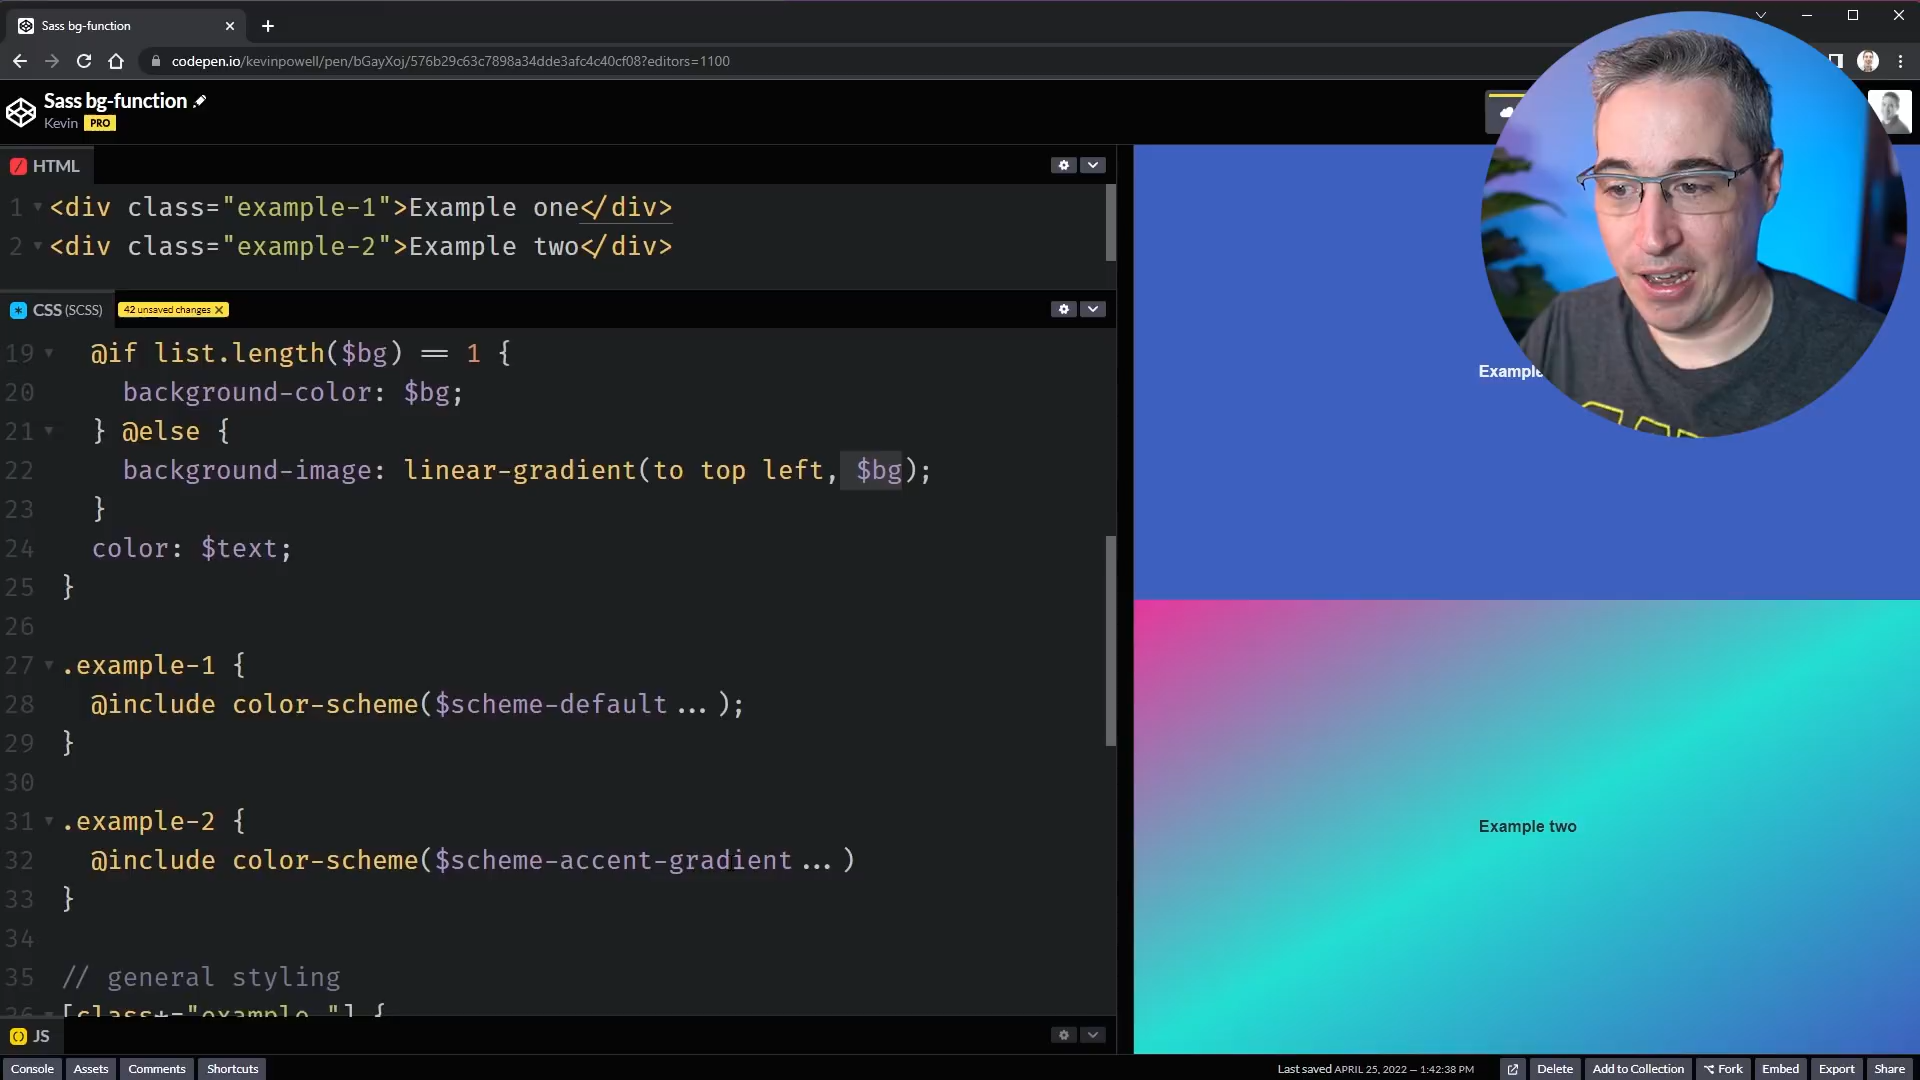 Sass bg-function
codepen.io/kevinpowell/pen/bGayXoj/576b29c63c7898a34dde3afc4c40cf08?editors=1100
Sass bg-function
Kevin PRO
HTML
1 <div class="example-1">Example one</div>
2 <div class="example-2">Example two</div>
CSS (SCSS) 42 unsaved changes
19 @if list.length($bg) == 1 {
20 background-color: $bg;
21 } @else {
22 background-image: linear-gradient(to top left, $bg);
23 }
24 color: $text;
25 }
26
27 .example-1 {
28 @include color-scheme($scheme-default...);
29 }
30
31 .example-2 {
32 @include color-scheme($scheme-accent-gradient...)
33 }
34
35 // general styling
36 [class*="example-"] {
JS
Example
Example two
Console Assets Comments Shortcuts
Last saved APRIL 25, 2022 — 1:42:38 PM
Delete Add to Collection Fork Embed Export Share